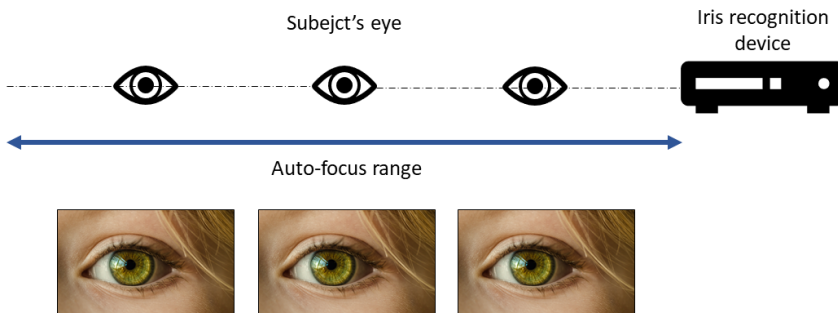 Subejct's eye
Iris recognition
device
Auto-focus range